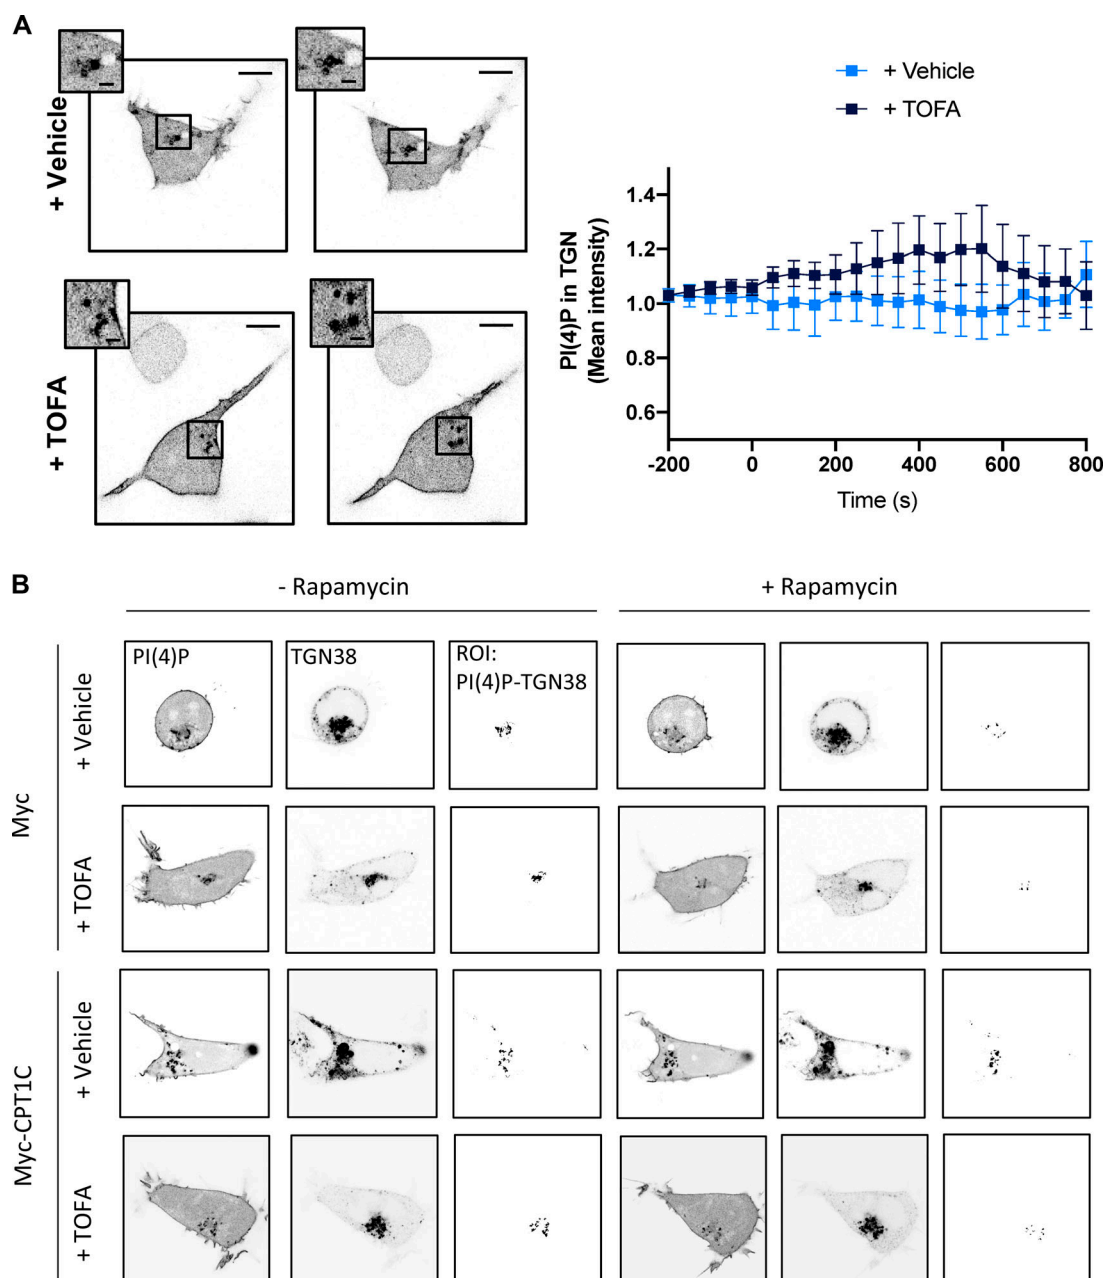 A
+ Vehicle
+ TOFA
+ Vehicle
+ TOFA
PI(4)P in TGN
(Mean intensity)
1.4
1.2
1.0
0.8
0.6
-200
0
200
400
600
800
Time (s)
B
- Rapamycin
+ Rapamycin
Myc
+ Vehicle
PI(4)P
TGN38
ROI:
PI(4)P-TGN38
+ TOFA
Myc-CPT1C
+ Vehicle
+ TOFA